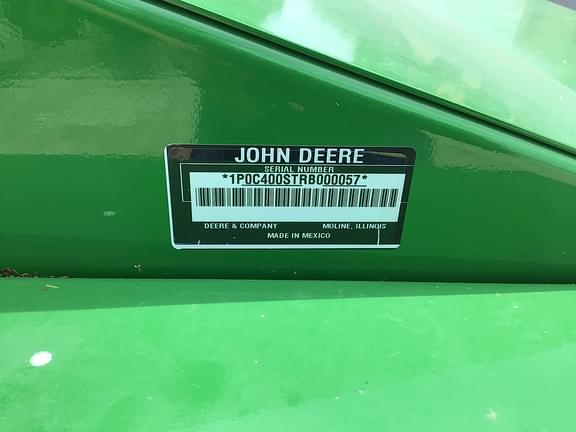 JOHN DEERE
SERIAL NUMBER
*1P0C400STRB000057*
DEERE & COMPANY MOLINE, ILLINOIS
MADE IN MEXICO